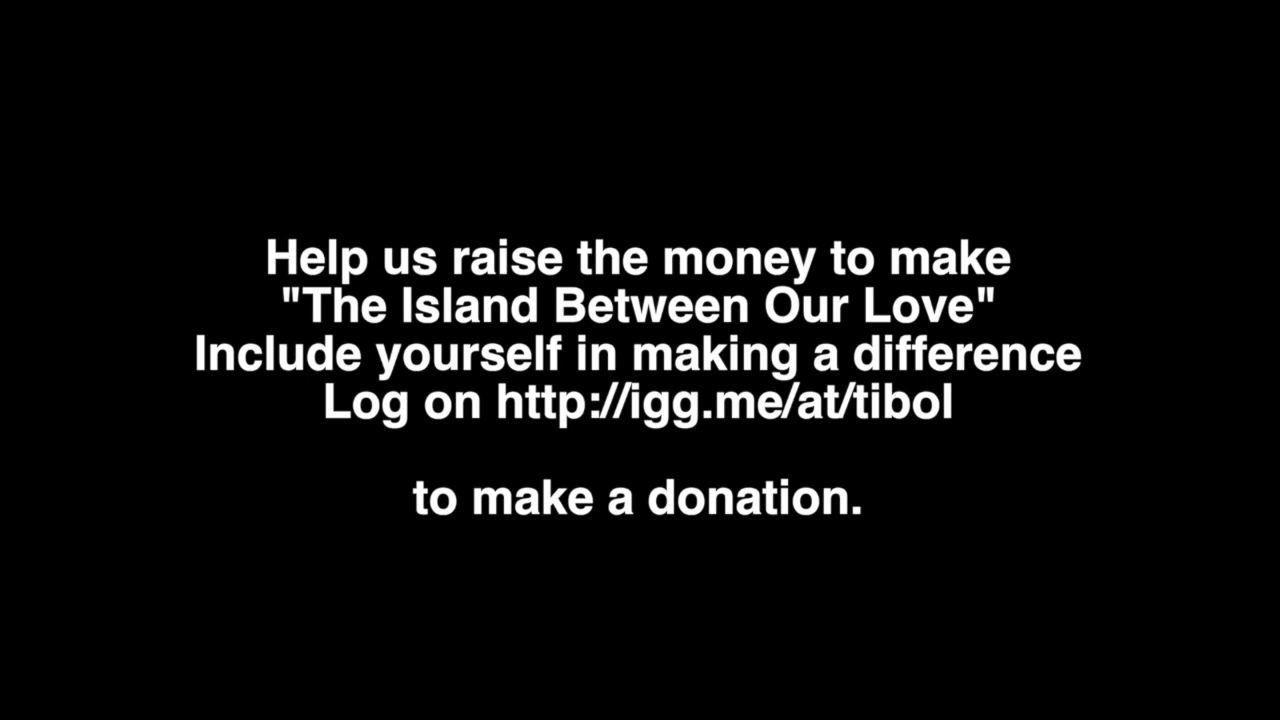 Help us raise the money to make
"The Island Between Our Love"
Include yourself in making a difference
Log on http://igg.me/at/tibol
to make a donation.